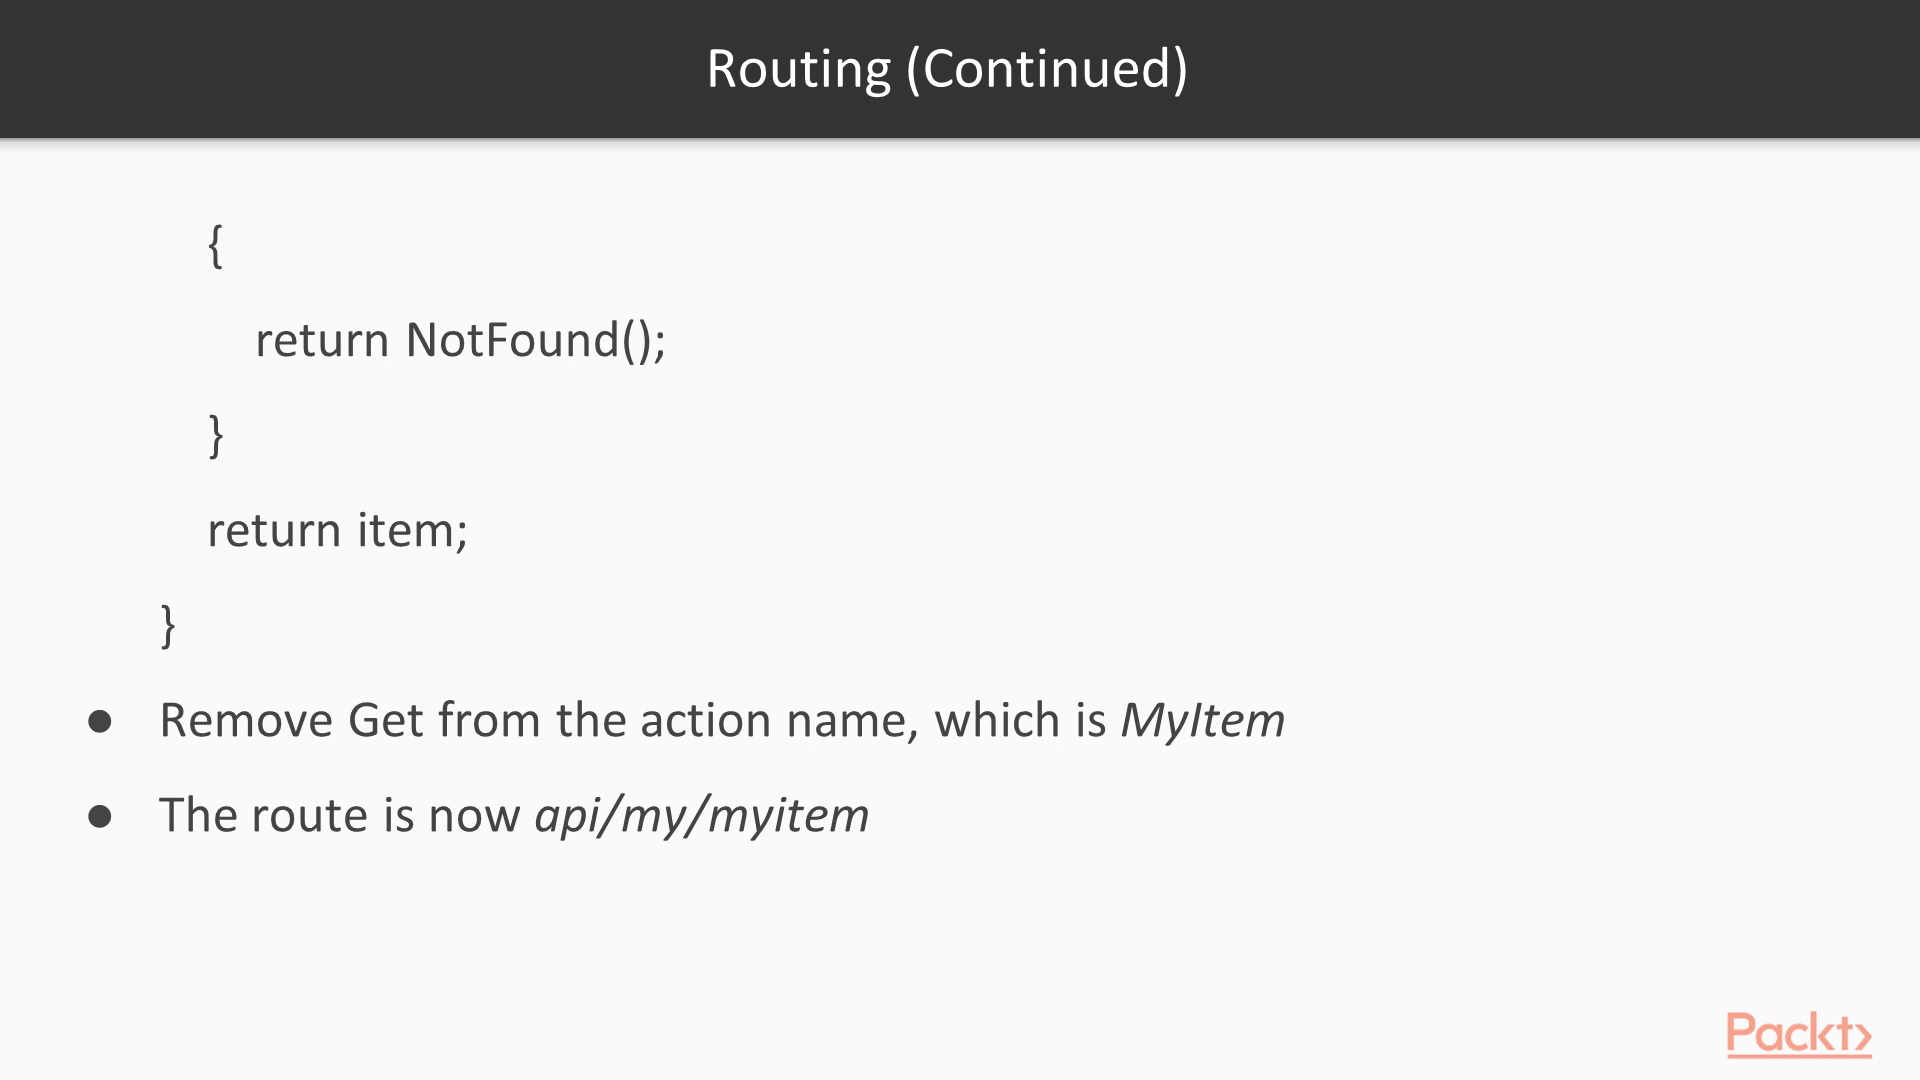 Routing (Continued)
{
return NotFound();
}
return item;
}
● Remove Get from the action name, which is MyItem
● The route is now api/my/myitem
Packt>